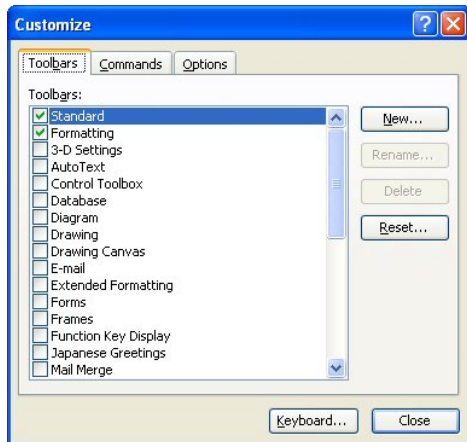 Customize
Toolbars Commands Options
Toolbars:
Standard
Formatting
3-D Settings
AutoText
Control Toolbox
Database
Diagram
Drawing
Drawing Canvas
E-mail
Extended Formatting
Forms
Frames
Function Key Display
Japanese Greetings
Mail Merge
New...
Rename...
Delete
Reset...
Keyboard... Close